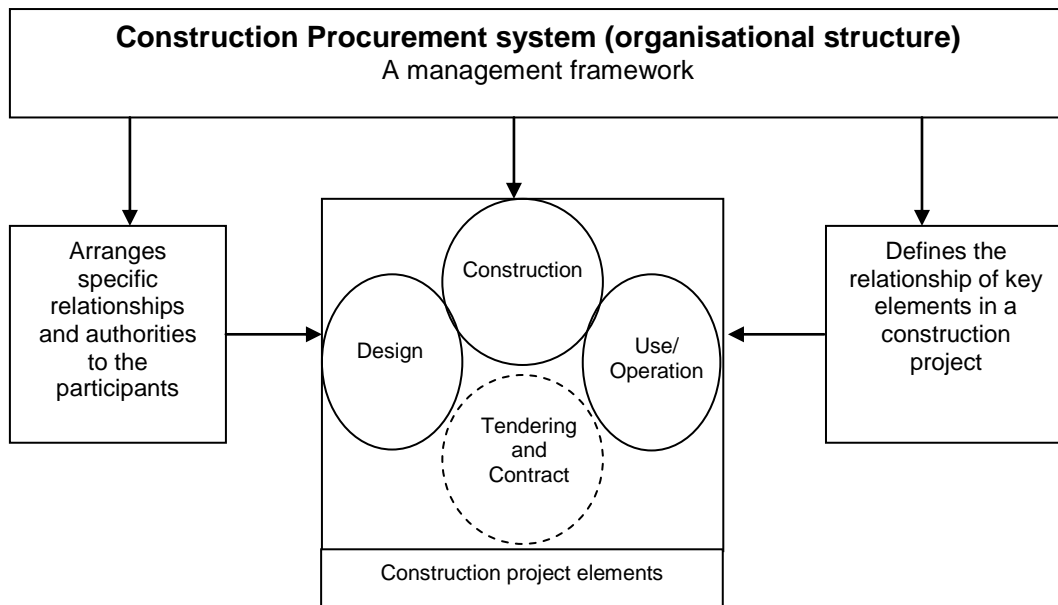 Construction Procurement system (organisational structure)
A management framework
Arranges
specific
relationships
and authorities
to the
participants
Construction
Design
Use/
Operation
Tendering
and
Contract
Defines the
relationship of key
elements in a
construction
project
Construction project elements